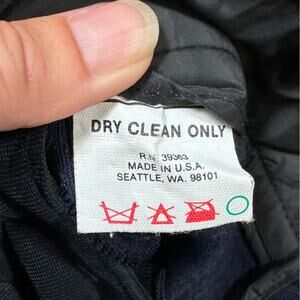 DRY CLEAN ONLY
R.N. 39363
MADE IN U.S.A.
SEATTLE, WA. 98101